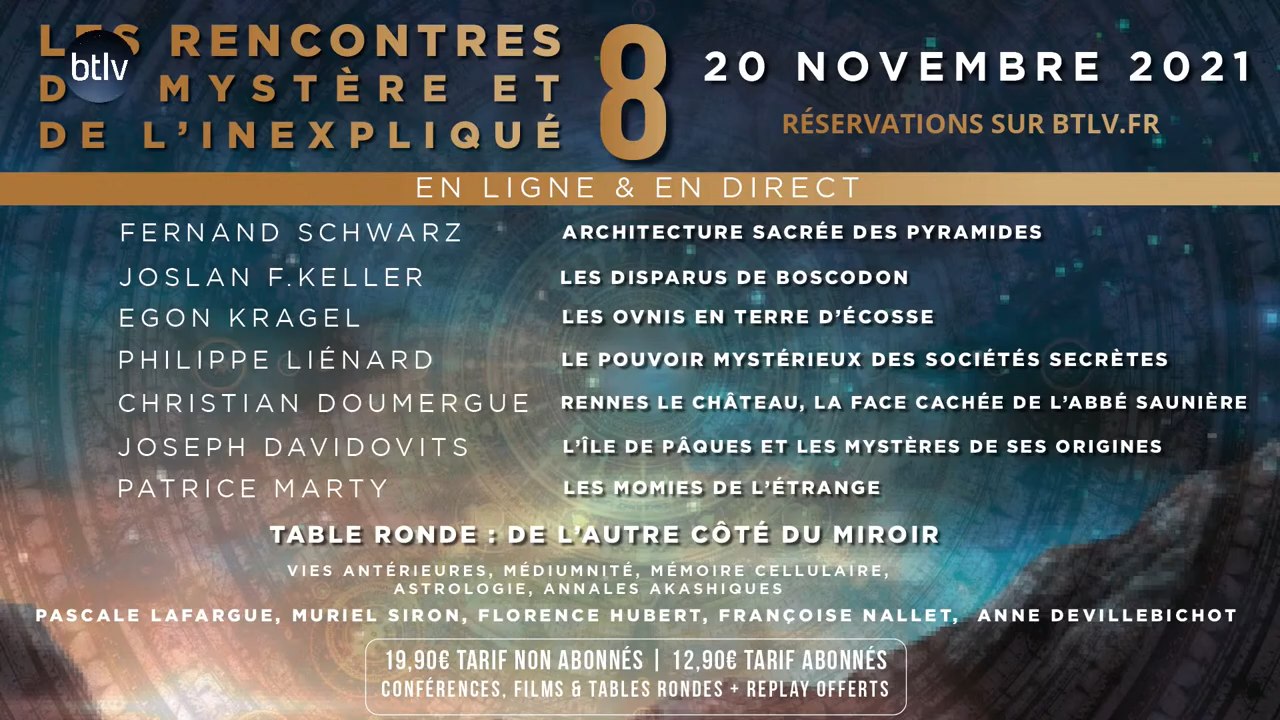 LES RENCONTRES
DU MYSTÈRE ET
DE L'INEXPLIQUÉ
btlv
8
20 NOVEMBRE 2021
RÉSERVATIONS SUR BTLV.FR
EN LIGNE & EN DIRECT
FERNAND SCHWARZ ARCHITECTURE SACRÉE DES PYRAMIDES
JOSLAN F.KELLER LES DISPARUS DE BOSCODON
EGON KRAGEL LES OVNIS EN TERRE D'ÉCOSSE
PHILIPPE LIÉNARD LE POUVOIR MYSTÉRIEUX DES SOCIÉTÉS SECRÈTES
CHRISTIAN DOUMERGUE RENNES LE CHÂTEAU, LA FACE CACHÉE DE L'ABBÉ SAUNIÈRE
JOSEPH DAVIDOVITS L'ÎLE DE PÂQUES ET LES MYSTÈRES DE SES ORIGINES
PATRICE MARTY LES MOMIES DE L'ÉTRANGE
TABLE RONDE : DE L'AUTRE CÔTÉ DU MIROIR
VIES ANTÉRIEURES, MÉDIUMNITÉ, MÉMOIRE CELLULAIRE,
ASTROLOGIE, ANNALES AKASHIQUES
PASCALE LAFARGUE, MURIEL SIRON, FLORENCE HUBERT, FRANÇOISE NALLET, ANNE DEVILLEBICHOT
19,90€ TARIF NON ABONNÉS | 12,90€ TARIF ABONNÉS
CONFÉRENCES, FILMS & TABLES RONDES + REPLAY OFFERTS